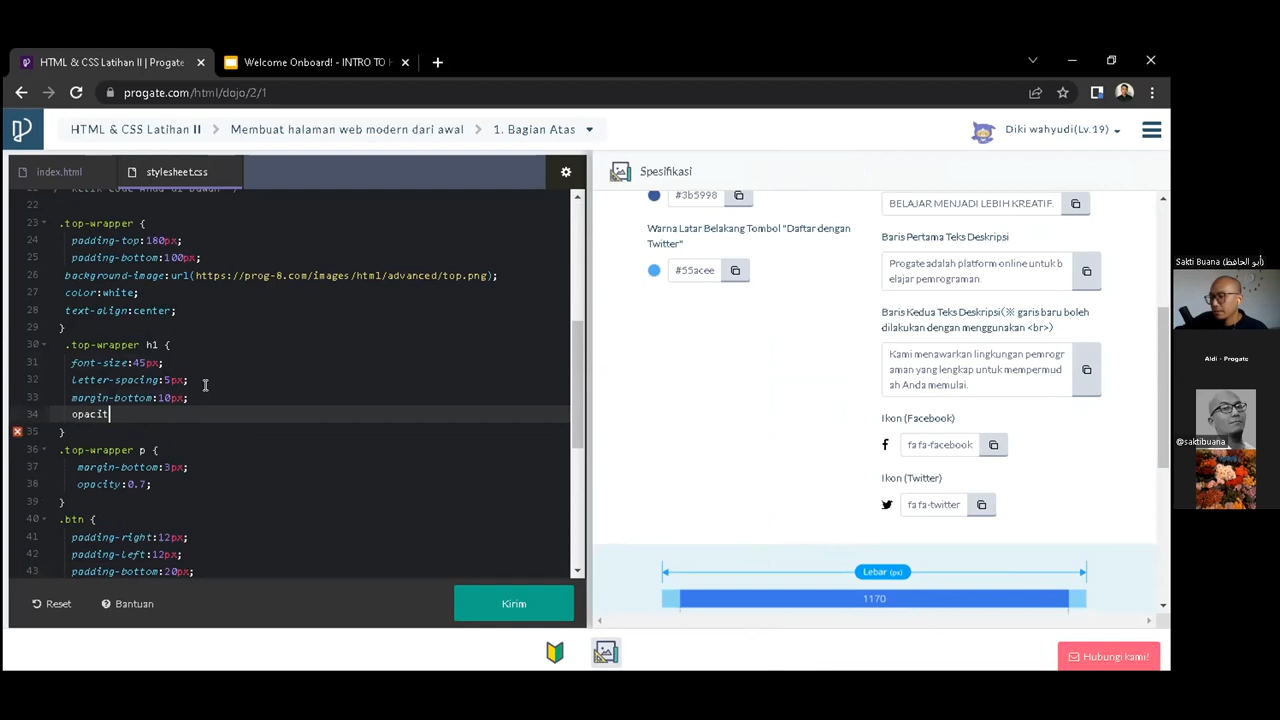 HTML & CSS Latihan II | Progate
Welcome Onboard! - INTRO TO H
progate.com/html/dojo/2/1
HTML & CSS Latihan II
Membuat halaman web modern dari awal
1. Bagian Atas
Diki wahyudi(Lv.19)
index.html
stylesheet.css
22
23 .top-wrapper {
24 padding-top:180px;
25 padding-bottom:100px;
26 background-image:url(https://prog-8.com/images/html/advanced/top.png);
27 color:white;
28 text-align:center;
29 }
30 .top-wrapper h1 {
31 font-size:45px;
32 letter-spacing:5px;
33 margin-bottom:10px;
34 opacit
35 }
36 .top-wrapper p {
37 margin-bottom:3px;
38 opacity:0.7;
39 }
40 .btn {
41 padding-right:12px;
42 padding-left:12px;
43 padding-bottom:20px;
Reset
Bantuan
Kirim
Spesifikasi
#3b5998
Warna Latar Belakang Tombol "Daftar dengan
Twitter"
#55acee
BELAJAR MENJADI LEBIH KREATIF.
Baris Pertama Teks Deskripsi
Progate adalah platform online untuk b
elajar pemrograman.
Baris Kedua Teks Deskripsi(※ garis baru boleh
dilakukan dengan menggunakan <br>)
Kami menawarkan lingkungan pemrogr
aman yang lengkap untuk mempermud
ah Anda memulai.
Ikon (Facebook)
fa fa-facebook
Ikon (Twitter)
fa fa-twitter
Lebar (px)
1170
Hubungi kami!
Sakti Buana (أبو الحافظ)
Aldi - Progate
@saktibuana